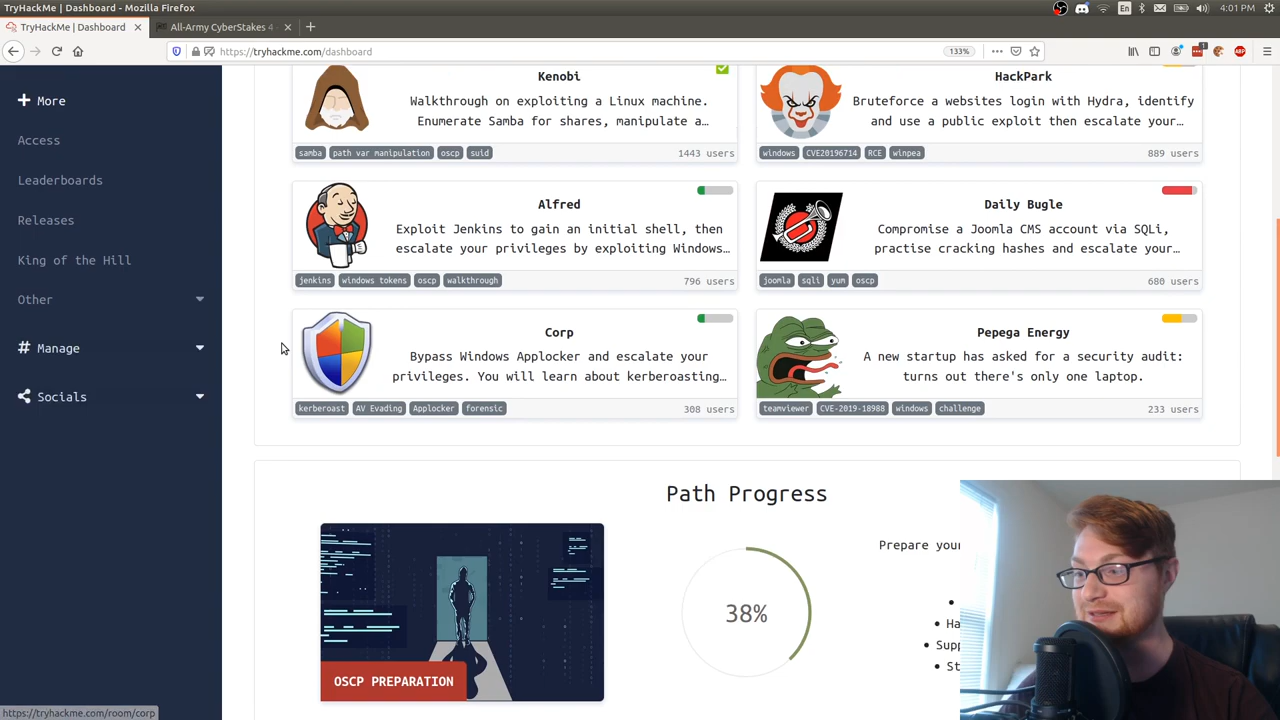 TryHackMe | Dashboard - Mozilla Firefox
En
4:01 PM
TryHackMe | Dashboard
All-Army CyberStakes 4
https://tryhackme.com/dashboard
133%
ABP
More
Access
Leaderboards
Releases
King of the Hill
Other
Manage
Socials
Kenobi
Walkthrough on exploiting a Linux machine.
Enumerate Samba for shares, manipulate a…
samba path var manipulation oscp suid 1443 users
HackPark
Bruteforce a websites login with Hydra, identify
and use a public exploit then escalate your…
windows CVE20196714 RCE winpea 889 users
Alfred
Exploit Jenkins to gain an initial shell, then
escalate your privileges by exploiting Windows…
jenkins windows tokens oscp walkthrough 796 users
Daily Bugle
Compromise a Joomla CMS account via SQLi,
practise cracking hashes and escalate your…
joomla sqli yum oscp 680 users
Corp
Bypass Windows Applocker and escalate your
privileges. You will learn about kerberoasting…
kerberoast AV Evading Applocker forensic 308 users
Pepega Energy
A new startup has asked for a security audit:
turns out there's only one laptop.
teamviewer CVE-2019-18988 windows challenge 233 users
Path Progress
OSCP PREPARATION
38%
Prepare your
Ha
Supp
St
https://tryhackme.com/room/corp